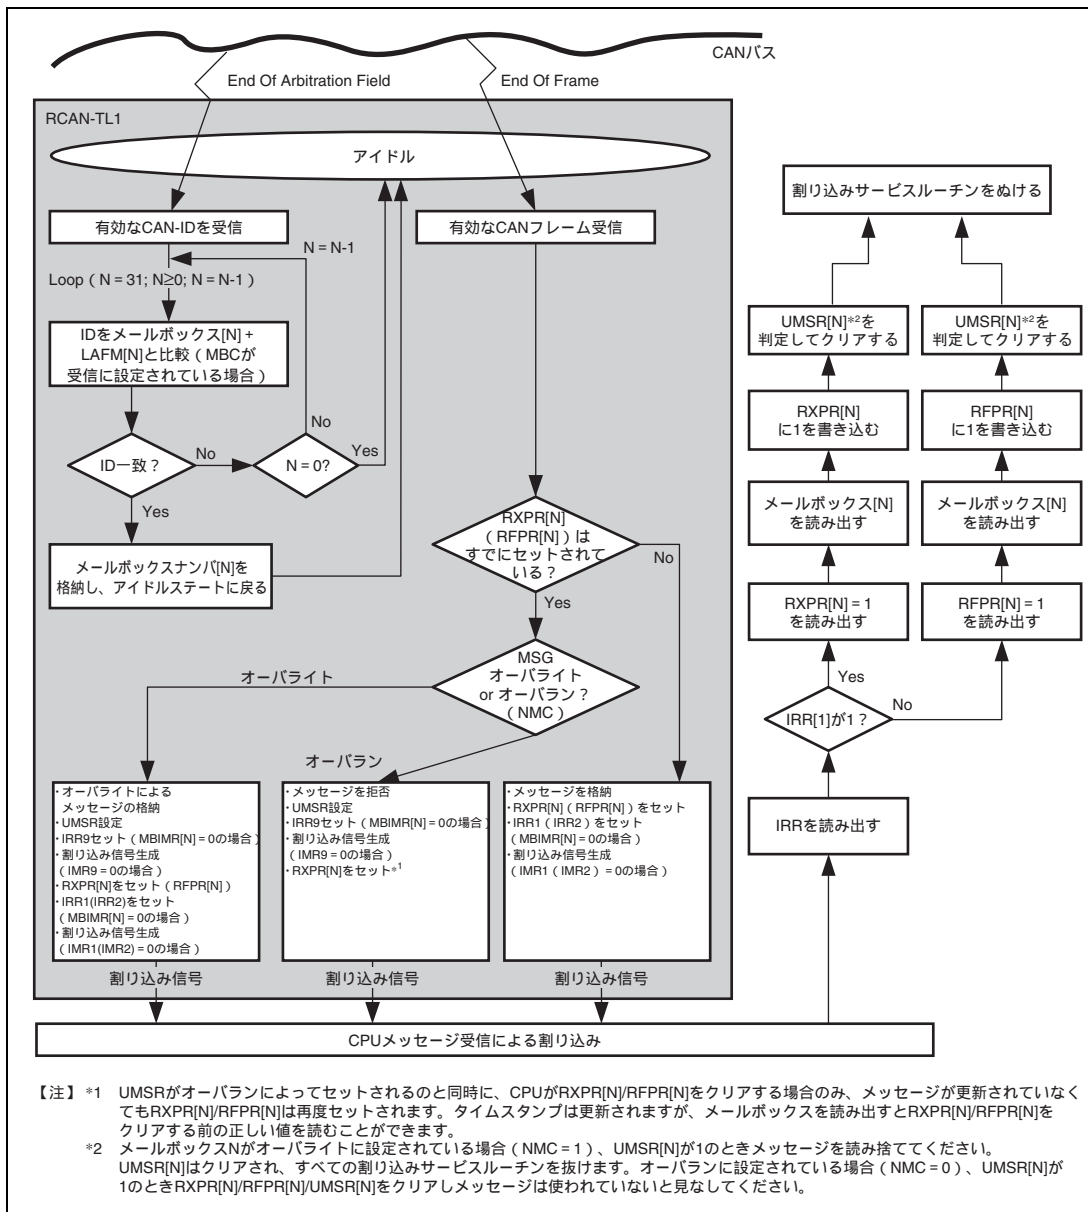 CANバス
End Of Arbitration Field
End Of Frame
RCAN-TL1
アイドル
有効なCAN-IDを受信
有効なCANフレーム受信
N = N-1
Loop（N = 31; N≥0; N = N-1）
IDをメールボックス[N] +
LAFM[N]と比較（MBCが
受信に設定されている場合）
ID一致？
No
Yes
N = 0?
No
Yes
メールボックスナンバ[N]を
格納し、アイドルステートに戻る
RXPR[N]
（RFPR[N]）は
すでにセットされて
いる？
No
Yes
MSG
オーバライト
or オーバラン？
（NMC）
オーバライト
オーバラン
・オーバライトによる
メッセージの格納
・UMSR設定
・IRR9セット（MBIMR[N] = 0の場合）
・割り込み信号生成
（IMR9 = 0の場合）
・RXPR[N]をセット（RFPR[N]）
・IRR1(IRR2)をセット
（MBIMR[N] = 0の場合）
・割り込み信号生成
（IMR1(IMR2) = 0の場合）
・メッセージを拒否
・UMSR設定
・IRR9セット（MBIMR[N] = 0の場合）
・割り込み信号生成
（IMR9 = 0の場合）
・RXPR[N]をセット*1
・メッセージを格納
・RXPR[N]（RFPR[N]）をセット
・IRR1（IRR2）をセット
（MBIMR[N] = 0の場合）
・割り込み信号生成
（IMR1（IMR2）= 0の場合）
割り込み信号
割り込み信号
割り込み信号
CPUメッセージ受信による割り込み
割り込みサービスルーチンをぬける
UMSR[N]*2を
判定してクリアする
UMSR[N]*2を
判定してクリアする
RXPR[N]
に1を書き込む
RFPR[N]
に1を書き込む
メールボックス[N]
を読み出す
メールボックス[N]
を読み出す
RXPR[N] = 1
を読み出す
RFPR[N] = 1
を読み出す
Yes
No
IRR[1]が1？
IRRを読み出す
【注】 *1 UMSRがオーバランによってセットされるのと同時に、CPUがRXPR[N]/RFPR[N]をクリアする場合のみ、メッセージが更新されていなく
てもRXPR[N]/RFPR[N]は再度セットされます。タイムスタンプは更新されますが、メールボックスを読み出すとRXPR[N]/RFPR[N]を
クリアする前の正しい値を読むことができます。
*2 メールボックスNがオーバライトに設定されている場合（NMC = 1）、UMSR[N]が1のときメッセージを読み捨ててください。
UMSR[N]はクリアされ、すべての割り込みサービスルーチンを抜けます。オーバランに設定されている場合（NMC = 0）、UMSR[N]が
1のときRXPR[N]/RFPR[N]/UMSR[N]をクリアしメッセージは使われていないと見なしてください。